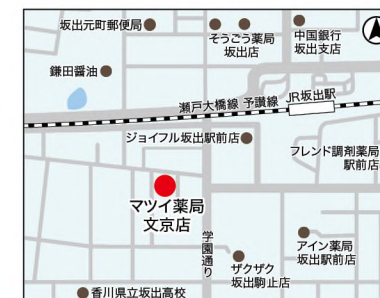 坂出元町郵便局
そうごう薬局
坂出店
中国銀行
坂出支店
鎌田醤油
瀬戸大橋線 予讃線 JR坂出駅
ジョイフル坂出駅前店
フレンド調剤薬局
駅前店
マツイ薬局
文京店
学園通り
アイン薬局
坂出駅前店
ザグザグ
坂出駒止店
香川県立坂出高校